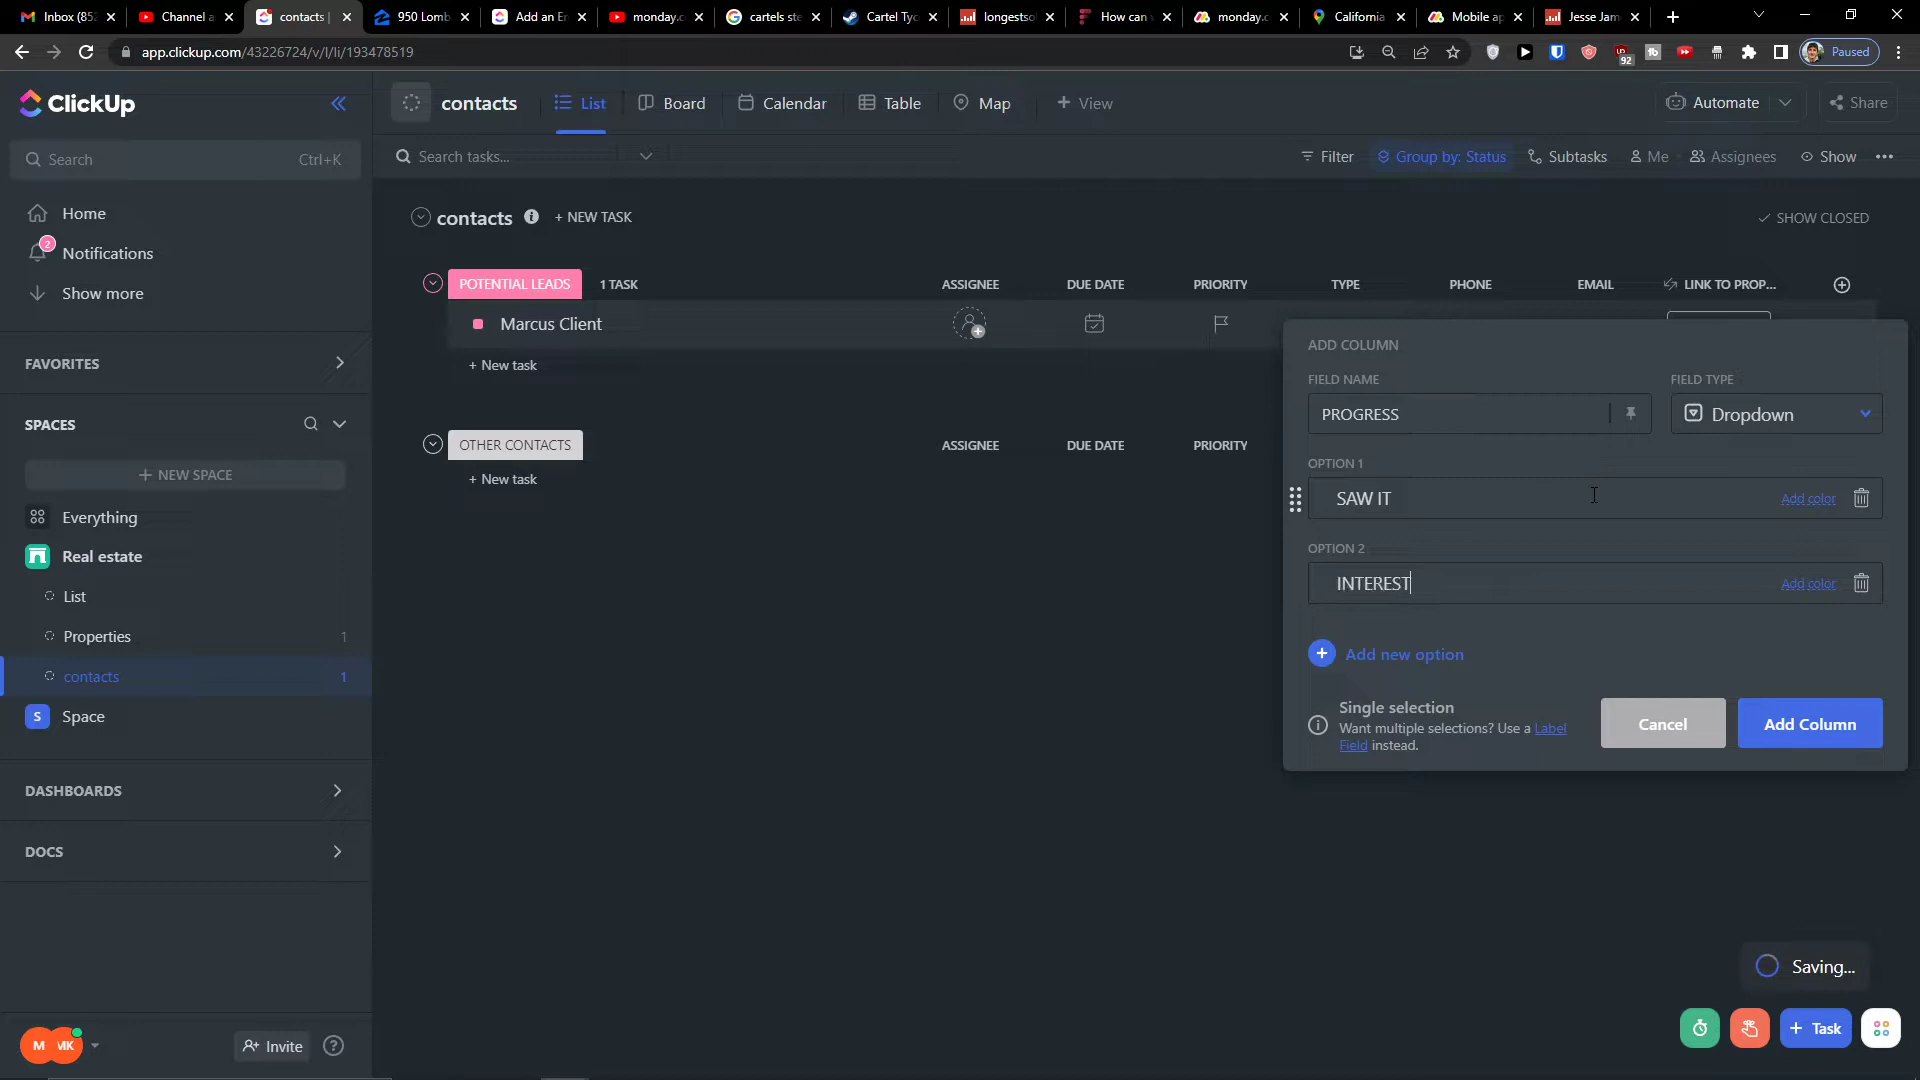 Inbox (852
Channel a
contacts |
950 Lomb
Add an Em
monday.c
cartels ste
Cartel Tyc
longestso
How can
monday.c
California
Mobile ap
Jesse Jam
app.clickup.com/43226724/v/l/li/193478519
92
Paused
ClickUp
contacts
List
Board
Calendar
Table
Map
+ View
Automate
Share
Search
Ctrl+K
Search tasks...
Filter
Group by: Status
Subtasks
Me
Assignees
Show
Home
2
Notifications
Show more
contacts
+ NEW TASK
SHOW CLOSED
POTENTIAL LEADS
1 TASK
ASSIGNEE
DUE DATE
PRIORITY
TYPE
PHONE
EMAIL
LINK TO PROP...
Marcus Client
+ New task
OTHER CONTACTS
ASSIGNEE
DUE DATE
PRIORITY
+ New task
FAVORITES
SPACES
+ NEW SPACE
Everything
Real estate
List
Properties
1
contacts
1
S
Space
DASHBOARDS
DOCS
M
MK
Invite
ADD COLUMN
FIELD NAME
FIELD TYPE
PROGRESS
Dropdown
OPTION 1
SAW IT
Add color
OPTION 2
INTEREST
Add color
Add new option
Single selection
Want multiple selections? Use a Label
Field instead.
Cancel
Add Column
Saving...
+ Task